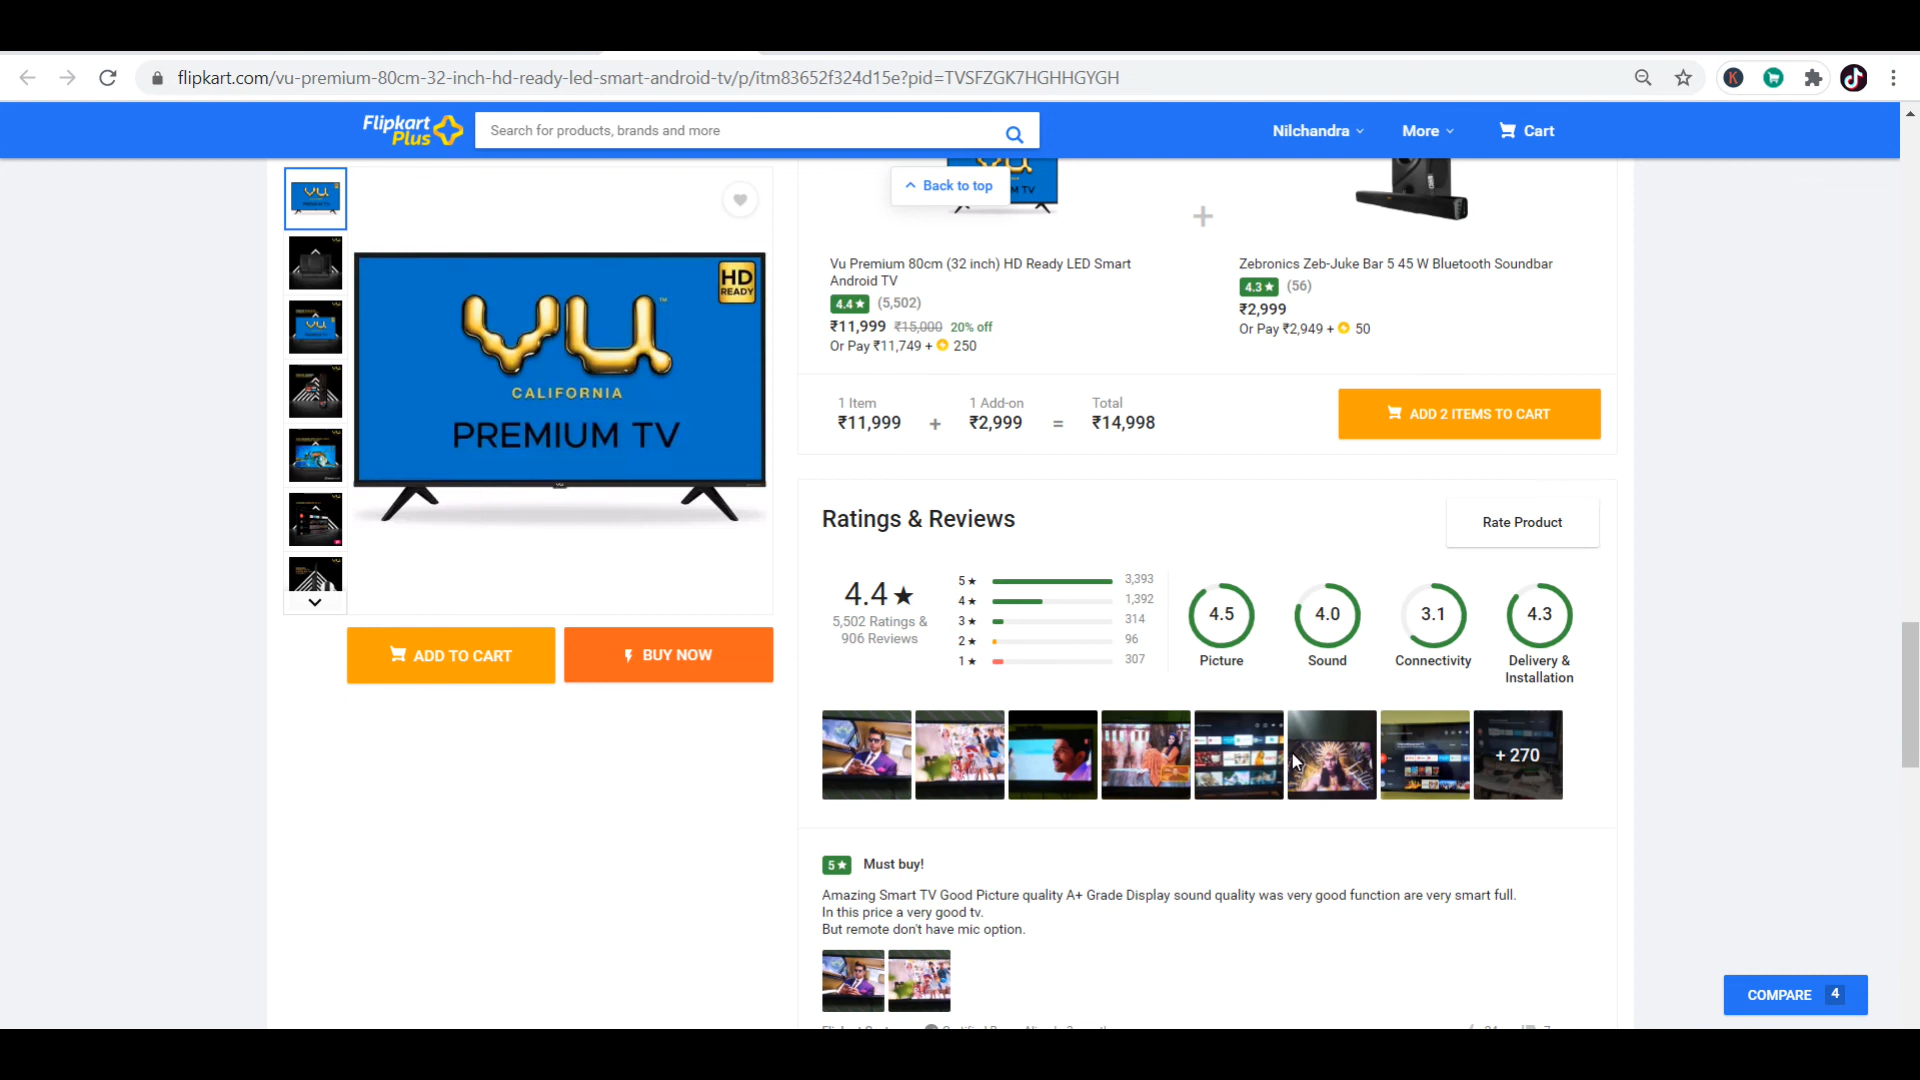 flipkart.com/vu-premium-80cm-32-inch-hd-ready-led-smart-android-tv/p/itm83652f324d15e?pid=TVSFZGK7HGHHGYGH
K
Flipkart
Plus
Search for products, brands and more
Nilchandra
More
Cart
Back to top
M TV
HD
READY
vu
CALIFORNIA
PREMIUM TV
ADD TO CART
BUY NOW
Vu Premium 80cm (32 inch) HD Ready LED Smart
Android TV
4.4★ (5,502)
₹11,999 ₹15,000 20% off
Or Pay ₹11,749 + 250
+
Zebronics Zeb-Juke Bar 5 45 W Bluetooth Soundbar
4.3★ (56)
₹2,999
Or Pay ₹2,949 + 50
1 Item 1 Add-on Total
₹11,999 + ₹2,999 = ₹14,998
ADD 2 ITEMS TO CART
Ratings & Reviews
Rate Product
4.4★
5,502 Ratings &
906 Reviews
5★ 3,393
4★ 1,392
3★ 314
2★ 96
1★ 307
4.5 4.0 3.1 4.3
Picture Sound Connectivity Delivery &
Installation
+ 270
5★ Must buy!
Amazing Smart TV Good Picture quality A+ Grade Display sound quality was very good function are very smart full.
In this price a very good tv.
But remote don't have mic option.
COMPARE 4